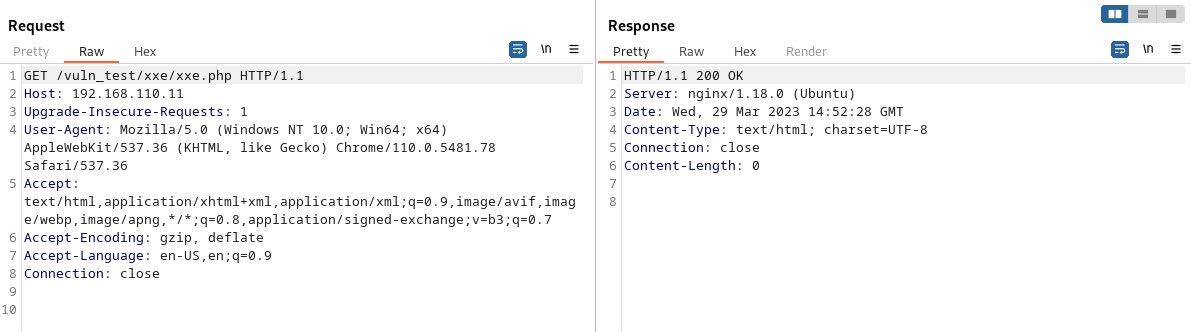 Request
Pretty Raw Hex \n
1 GET /vuln_test/xxe/xxe.php HTTP/1.1
2 Host: 192.168.110.11
3 Upgrade-Insecure-Requests: 1
4 User-Agent: Mozilla/5.0 (Windows NT 10.0; Win64; x64)
AppleWebKit/537.36 (KHTML, like Gecko) Chrome/110.0.5481.78
Safari/537.36
5 Accept:
text/html,application/xhtml+xml,application/xml;q=0.9,image/avif,imag
e/webp,image/apng,*/*;q=0.8,application/signed-exchange;v=b3;q=0.7
6 Accept-Encoding: gzip, deflate
7 Accept-Language: en-US,en;q=0.9
8 Connection: close
9
10
Response
Pretty Raw Hex Render \n
1 HTTP/1.1 200 OK
2 Server: nginx/1.18.0 (Ubuntu)
3 Date: Wed, 29 Mar 2023 14:52:28 GMT
4 Content-Type: text/html; charset=UTF-8
5 Connection: close
6 Content-Length: 0
7
8